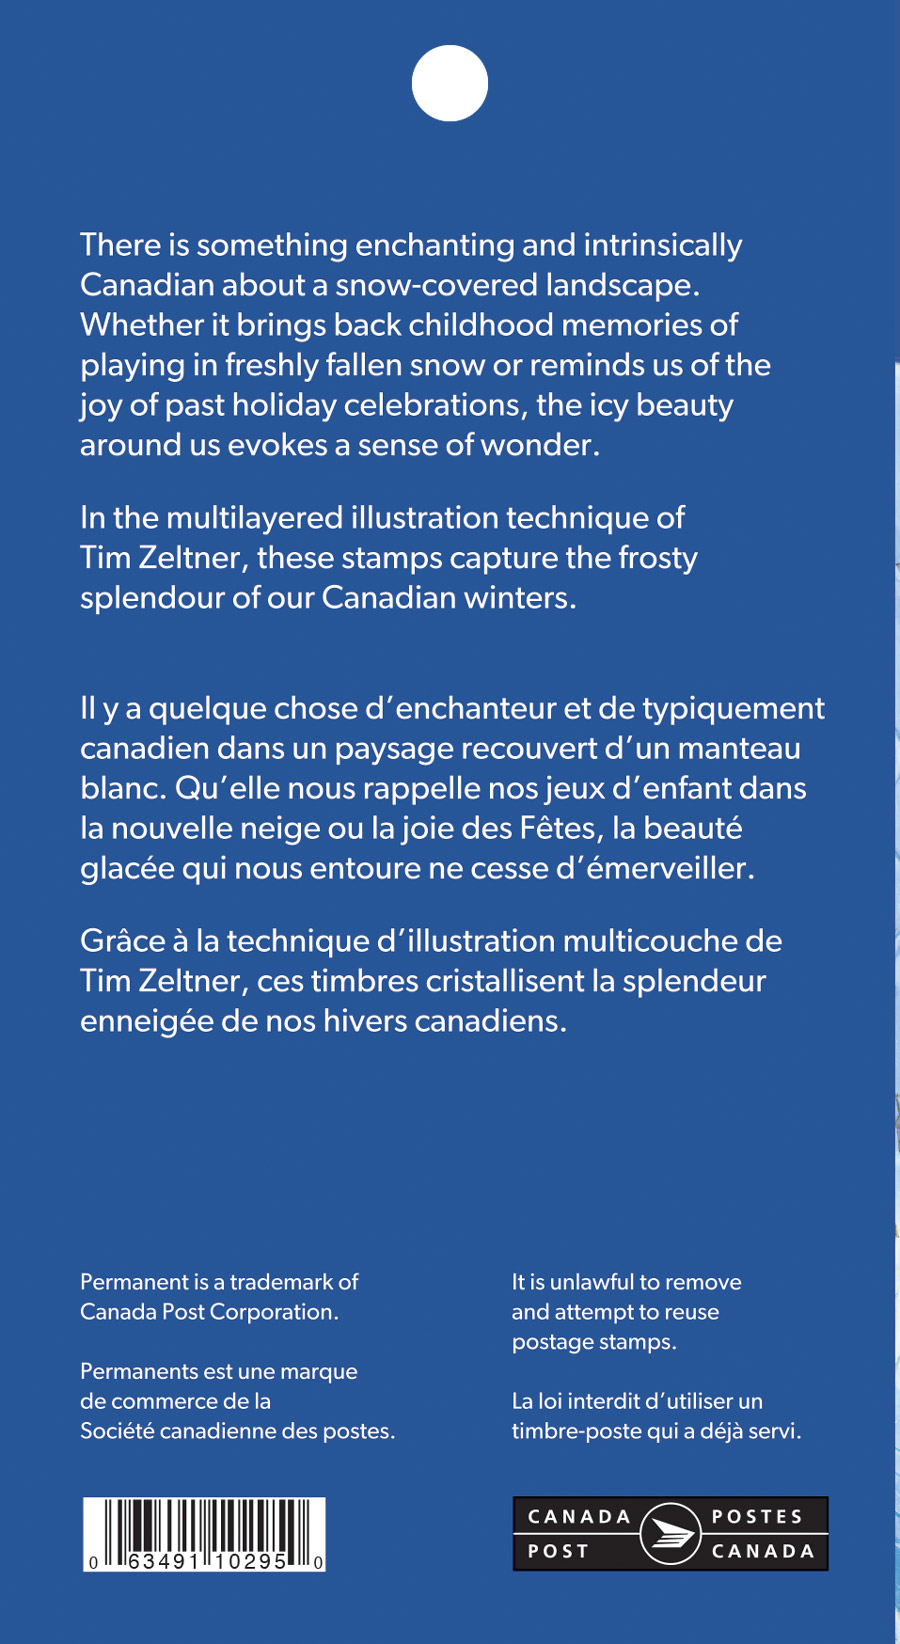 There is something enchanting and intrinsically
Canadian about a snow-covered landscape.
Whether it brings back childhood memories of
playing in freshly fallen snow or reminds us of the
joy of past holiday celebrations, the icy beauty
around us evokes a sense of wonder.
In the multilayered illustration technique of
Tim Zeltner, these stamps capture the frosty
splendour of our Canadian winters.
Il y a quelque chose d’enchanteur et de typiquement
canadien dans un paysage recouvert d’un manteau
blanc. Qu’elle nous rappelle nos jeux d’enfant dans
la nouvelle neige ou la joie des Fêtes, la beauté
glacée qui nous entoure ne cesse d’émerveiller.
Grâce à la technique d’illustration multicouche de
Tim Zeltner, ces timbres cristallisent la splendeur
enneigée de nos hivers canadiens.
Permanent is a trademark of
Canada Post Corporation.
Permanents est une marque
de commerce de la
Société canadienne des postes.
It is unlawful to remove
and attempt to reuse
postage stamps.
La loi interdit d’utiliser un
timbre-poste qui a déjà servi.
0 63491 10295 0
CANADA POSTES
POST CANADA